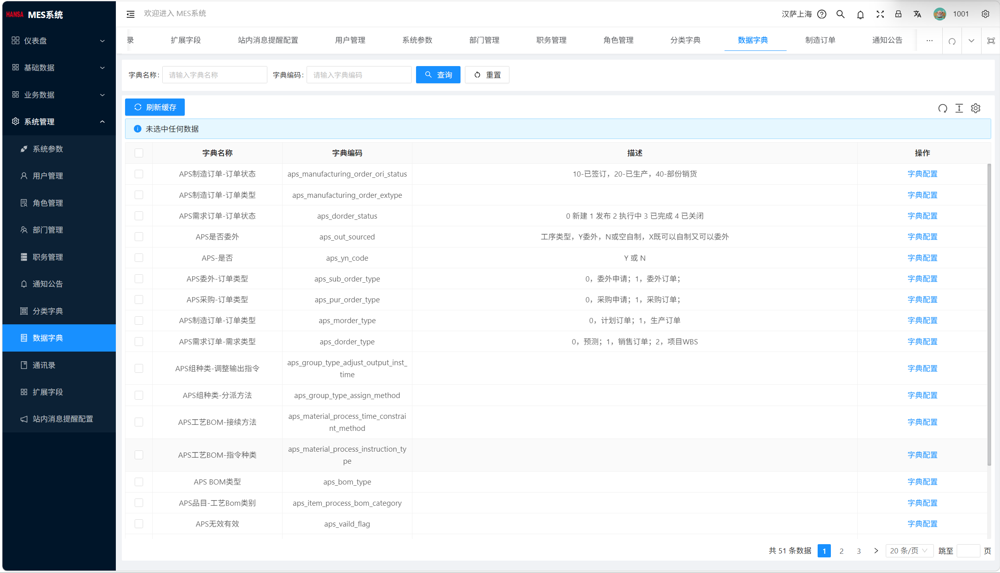 HANSA MES系统
仪表盘
基础数据
业务数据
系统管理
系统参数
用户管理
角色管理
部门管理
职务管理
通知公告
分类字典
数据字典
通讯录
扩展字段
站内消息提醒配置
欢迎进入 MES系统
汉萨上海 1001
录 扩展字段 站内消息提醒配置 用户管理 系统参数 部门管理 职务管理 角色管理 分类字典 数据字典 制造订单 通知公告 ···
字典名称: 请输入字典名称 字典编码: 请输入字典编码 查询 重置
刷新缓存
未选中任何数据
字典名称 字典编码 描述 操作
APS制造订单-订单状态 aps_manufacturing_order_ori_status 10-已签订，20-已生产，40-部份销货 字典配置
APS制造订单-订单类型 aps_manufacturing_order_extype 字典配置
APS需求订单-订单状态 aps_dorder_status 0 新建 1 发布 2 执行中 3 已完成 4 已关闭 字典配置
APS是否委外 aps_out_sourced 工序类型，Y委外，N或空自制，X既可以自制又可以委外 字典配置
APS-是否 aps_yn_code Y 或 N 字典配置
APS委外-订单类型 aps_sub_order_type 0，委外申请；1，委外订单； 字典配置
APS采购-订单类型 aps_pur_order_type 0，采购申请；1，采购订单； 字典配置
APS制造订单-订单类型 aps_morder_type 0，计划订单；1，生产订单 字典配置
APS需求订单-需求类型 aps_dorder_type 0，预测；1，销售订单；2，项目WBS 字典配置
APS组种类-调整输出指令 aps_group_type_adjust_output_inst_ 字典配置
time
APS组种类-分派方法 aps_group_type_assign_method 字典配置
APS工艺BOM-接续方法 aps_material_process_time_constrai 字典配置
nt_method
APS工艺BOM-指令种类 aps_material_process_instruction_ty 字典配置
pe
APS BOM类型 aps_bom_type 字典配置
APS品目-工艺Bom类别 aps_item_process_bom_category 字典配置
APS无效有效 aps_vaild_flag 字典配置
共 51 条数据 1 2 3 20 条/页 跳至 页